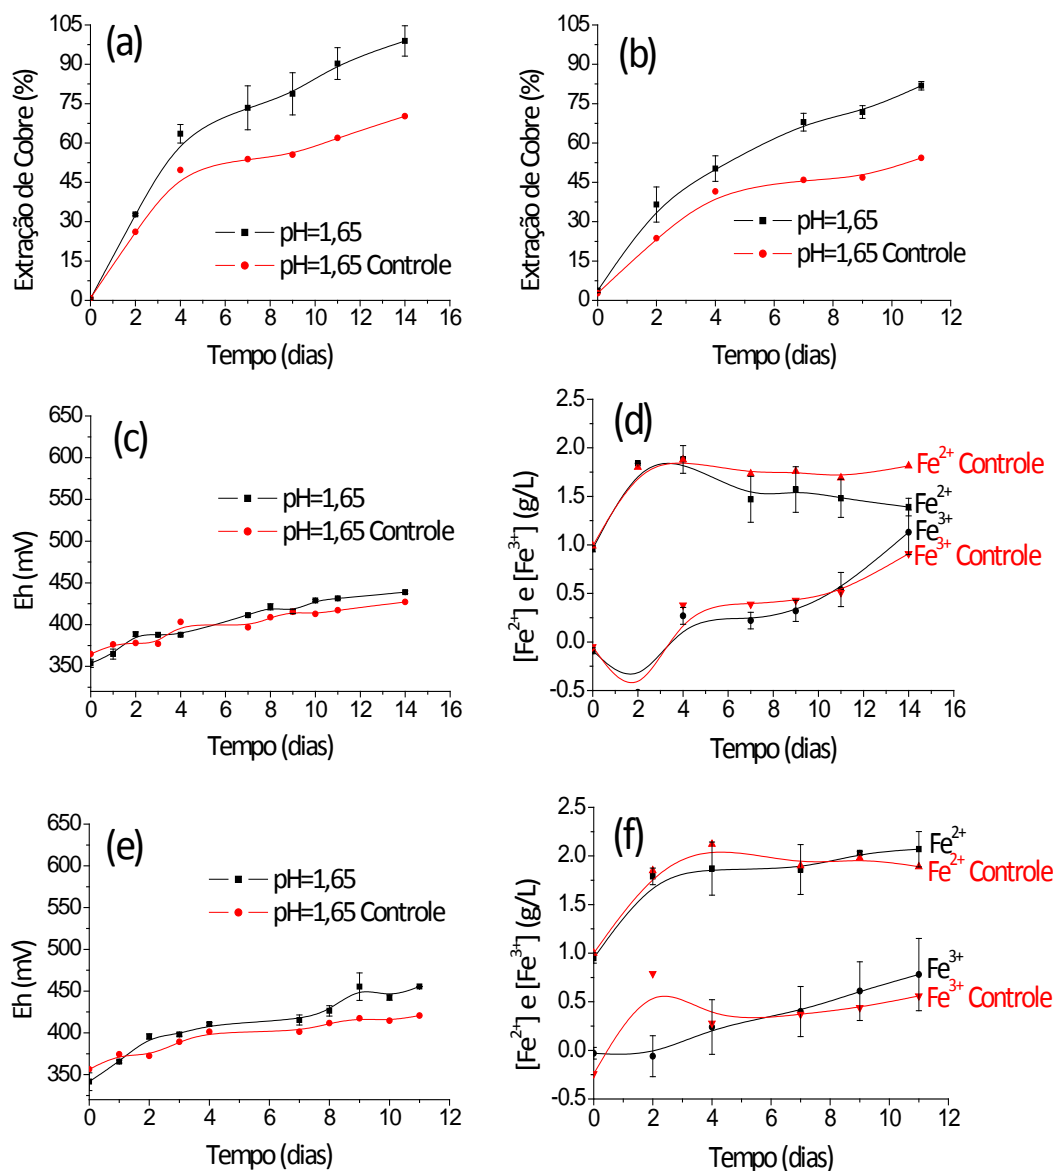 (a)
Extração de Cobre (%)
105
90
75
60
45
30
15
0
pH=1,65
pH=1,65 Controle
0 2 4 6 8 10 12 14 16
Tempo (dias)
(b)
Extração de Cobre (%)
105
90
75
60
45
30
15
0
pH=1,65
pH=1,65 Controle
0 2 4 6 8 10 12
Tempo (dias)
(c)
Eh (mV)
650
600
550
500
450
400
350
pH=1,65
pH=1,65 Controle
0 2 4 6 8 10 12 14 16
Tempo (dias)
(d)
[Fe²⁺] e [Fe³⁺] (g/L)
2.5
2.0
1.5
1.0
0.5
0.0
-0.5
Fe²⁺ Controle
Fe²⁺
Fe³⁺
Fe³⁺ Controle
0 2 4 6 8 10 12 14 16
Tempo (dias)
(e)
Eh (mV)
650
600
550
500
450
400
350
pH=1,65
pH=1,65 Controle
0 2 4 6 8 10 12
Tempo (dias)
(f)
[Fe²⁺] e [Fe³⁺] (g/L)
2.5
2.0
1.5
1.0
0.5
0.0
-0.5
Fe²⁺
Fe²⁺ Controle
Fe³⁺
Fe³⁺ Controle
0 2 4 6 8 10 12
Tempo (dias)